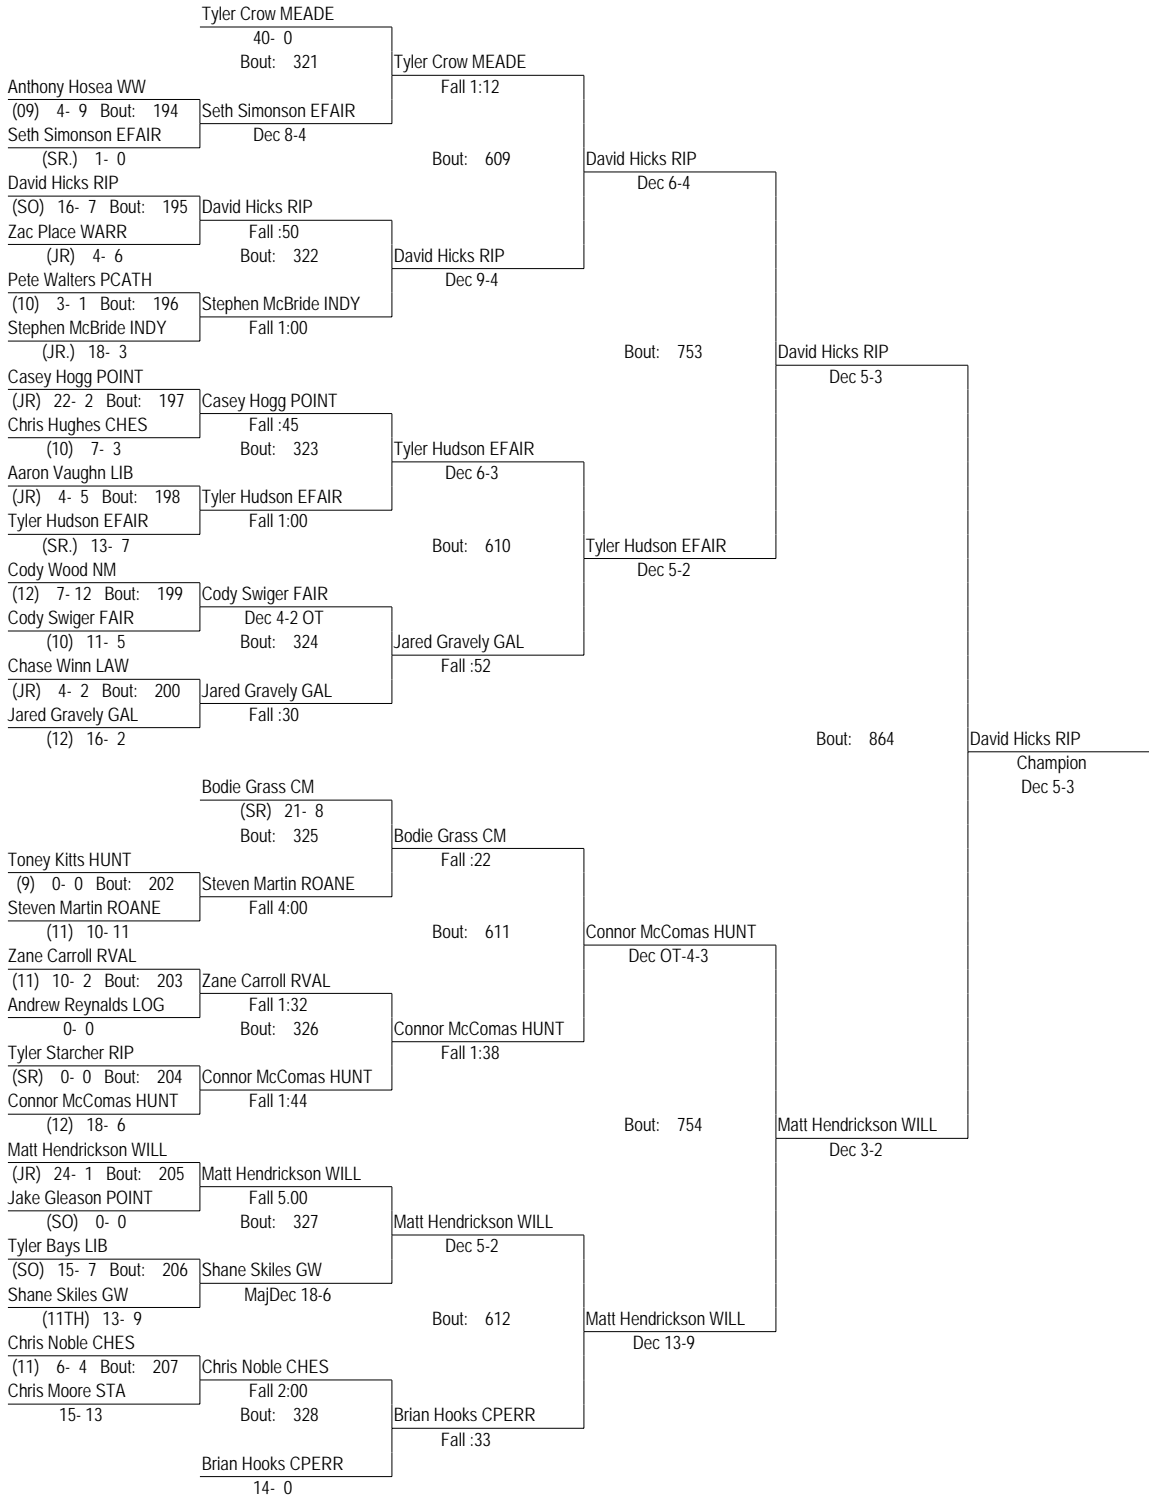 Tyler Crow MEADE
40- 0
Bout: 321
Tyler Crow MEADE
Anthony Hosea WW
Fall 1:12
(09) 4- 9 Bout: 194
Seth Simonson EFAIR
Seth Simonson EFAIR
Dec 8-4
(SR.) 1- 0
Bout: 609
David Hicks RIP
David Hicks RIP
Dec 6-4
(SO) 16- 7 Bout: 195
David Hicks RIP
Zac Place WARR
Fall :50
(JR) 4- 6
Bout: 322
David Hicks RIP
Pete Walters PCATH
Dec 9-4
(10) 3- 1 Bout: 196
Stephen McBride INDY
Stephen McBride INDY
Fall 1:00
(JR.) 18- 3
Bout: 753
David Hicks RIP
Casey Hogg POINT
Dec 5-3
(JR) 22- 2 Bout: 197
Casey Hogg POINT
Chris Hughes CHES
Fall :45
(10) 7- 3
Bout: 323
Tyler Hudson EFAIR
Aaron Vaughn LIB
Dec 6-3
(JR) 4- 5 Bout: 198
Tyler Hudson EFAIR
Tyler Hudson EFAIR
Fall 1:00
(SR.) 13- 7
Bout: 610
Tyler Hudson EFAIR
Cody Wood NM
Dec 5-2
(12) 7- 12 Bout: 199
Cody Swiger FAIR
Cody Swiger FAIR
Dec 4-2 OT
(10) 11- 5
Bout: 324
Jared Gravely GAL
Chase Winn LAW
Fall :52
(JR) 4- 2 Bout: 200
Jared Gravely GAL
Jared Gravely GAL
Fall :30
(12) 16- 2
Bout: 864
David Hicks RIP
Champion
Dec 5-3
Bodie Grass CM
(SR) 21- 8
Bout: 325
Bodie Grass CM
Toney Kitts HUNT
Fall :22
(9) 0- 0 Bout: 202
Steven Martin ROANE
Steven Martin ROANE
Fall 4:00
(11) 10- 11
Bout: 611
Connor McComas HUNT
Zane Carroll RVAL
Dec OT-4-3
(11) 10- 2 Bout: 203
Zane Carroll RVAL
Andrew Reynalds LOG
Fall 1:32
0- 0
Bout: 326
Connor McComas HUNT
Tyler Starcher RIP
Fall 1:38
(SR) 0- 0 Bout: 204
Connor McComas HUNT
Connor McComas HUNT
Fall 1:44
(12) 18- 6
Bout: 754
Matt Hendrickson WILL
Matt Hendrickson WILL
Dec 3-2
(JR) 24- 1 Bout: 205
Matt Hendrickson WILL
Jake Gleason POINT
Fall 5.00
(SO) 0- 0
Bout: 327
Matt Hendrickson WILL
Tyler Bays LIB
Dec 5-2
(SO) 15- 7 Bout: 206
Shane Skiles GW
Shane Skiles GW
MajDec 18-6
(11TH) 13- 9
Bout: 612
Matt Hendrickson WILL
Chris Noble CHES
Dec 13-9
(11) 6- 4 Bout: 207
Chris Noble CHES
Chris Moore STA
Fall 2:00
15- 13
Bout: 328
Brian Hooks CPERR
Fall :33
Brian Hooks CPERR
14- 0